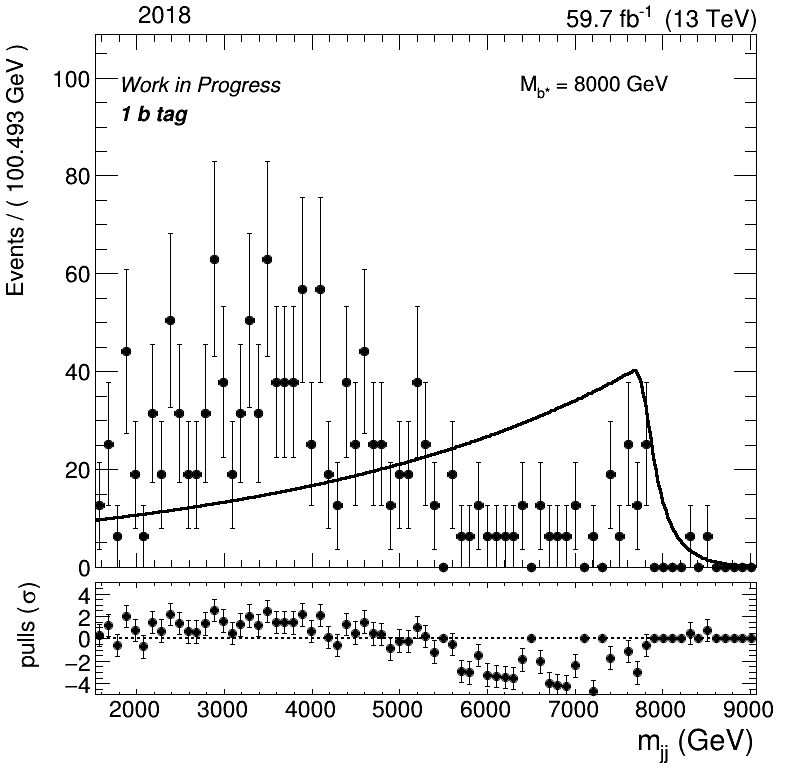 2018 59.7 fb⁻¹ (13 TeV)
Events / ( 100.493 GeV )
100
80
60
40
20
0
Work in Progress
1 b tag
M_b* = 8000 GeV
pulls (σ)
4
2
0
−2
−4
2000 3000 4000 5000 6000 7000 8000 9000
m_jj (GeV)